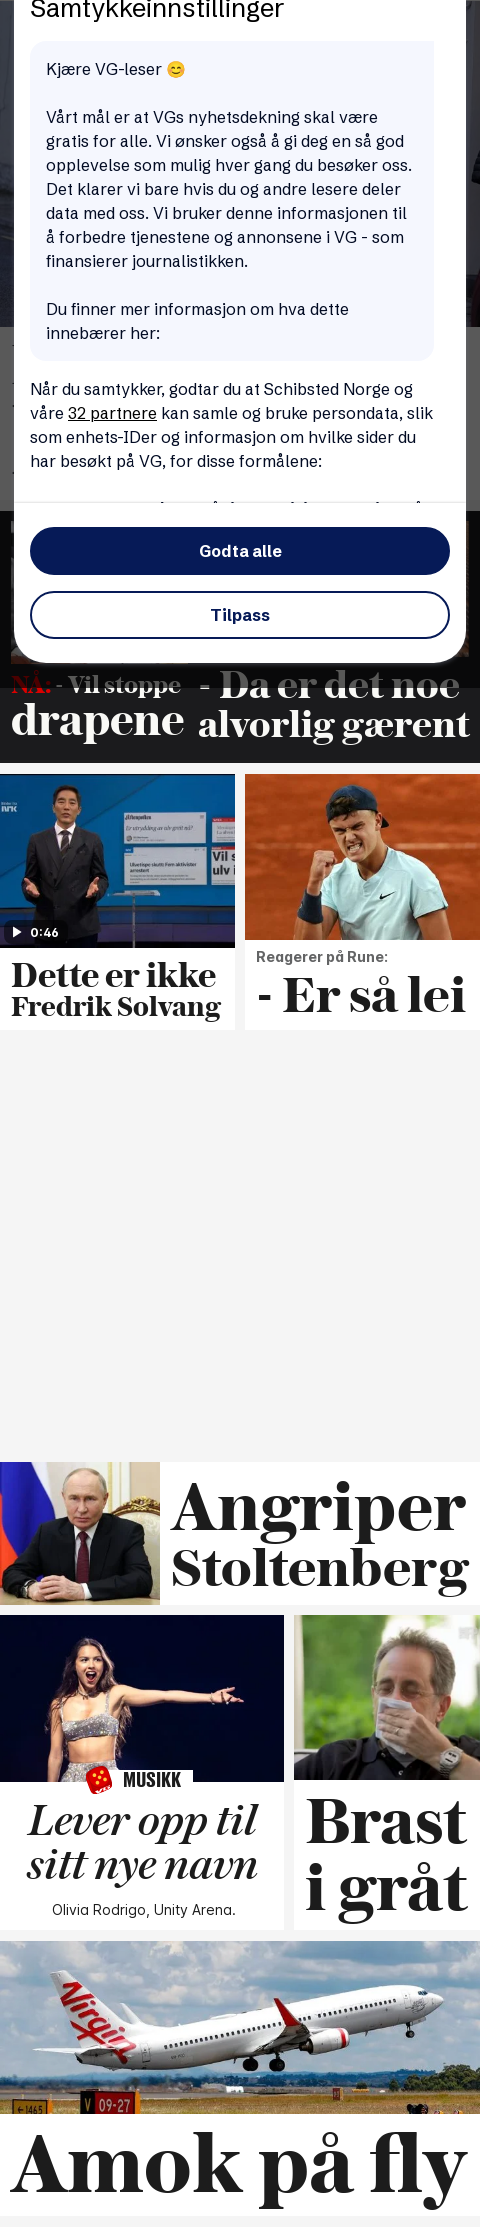 Samtykkeinnstillinger
Kjære VG-leser 😊
Vårt mål er at VGs nyhetsdekning skal være
gratis for alle. Vi ønsker også å gi deg en så god
opplevelse som mulig hver gang du besøker oss.
Det klarer vi bare hvis du og andre lesere deler
data med oss. Vi bruker denne informasjonen til
å forbedre tjenestene og annonsene i VG - som
finansierer journalistikken.
Du finner mer informasjon om hva dette
innebærer her:
Når du samtykker, godtar du at Schibsted Norge og
våre 32 partnere kan samle og bruke persondata, slik
som enhets-IDer og informasjon om hvilke sider du
har besøkt på VG, for disse formålene:
Godta alle
Tilpass
NÅ: - Vil stoppe
drapene
- Da er det noe
alvorlig gærent
NRK
0:46
Dette er ikke
Fredrik Solvang
Reagerer på Rune:
- Er så lei
Angriper
Stoltenberg
MUSIKK
Lever opp til
sitt nye navn
Olivia Rodrigo, Unity Arena.
Brast
i gråt
Virgin
←1465
V 09-27
Amok på fly